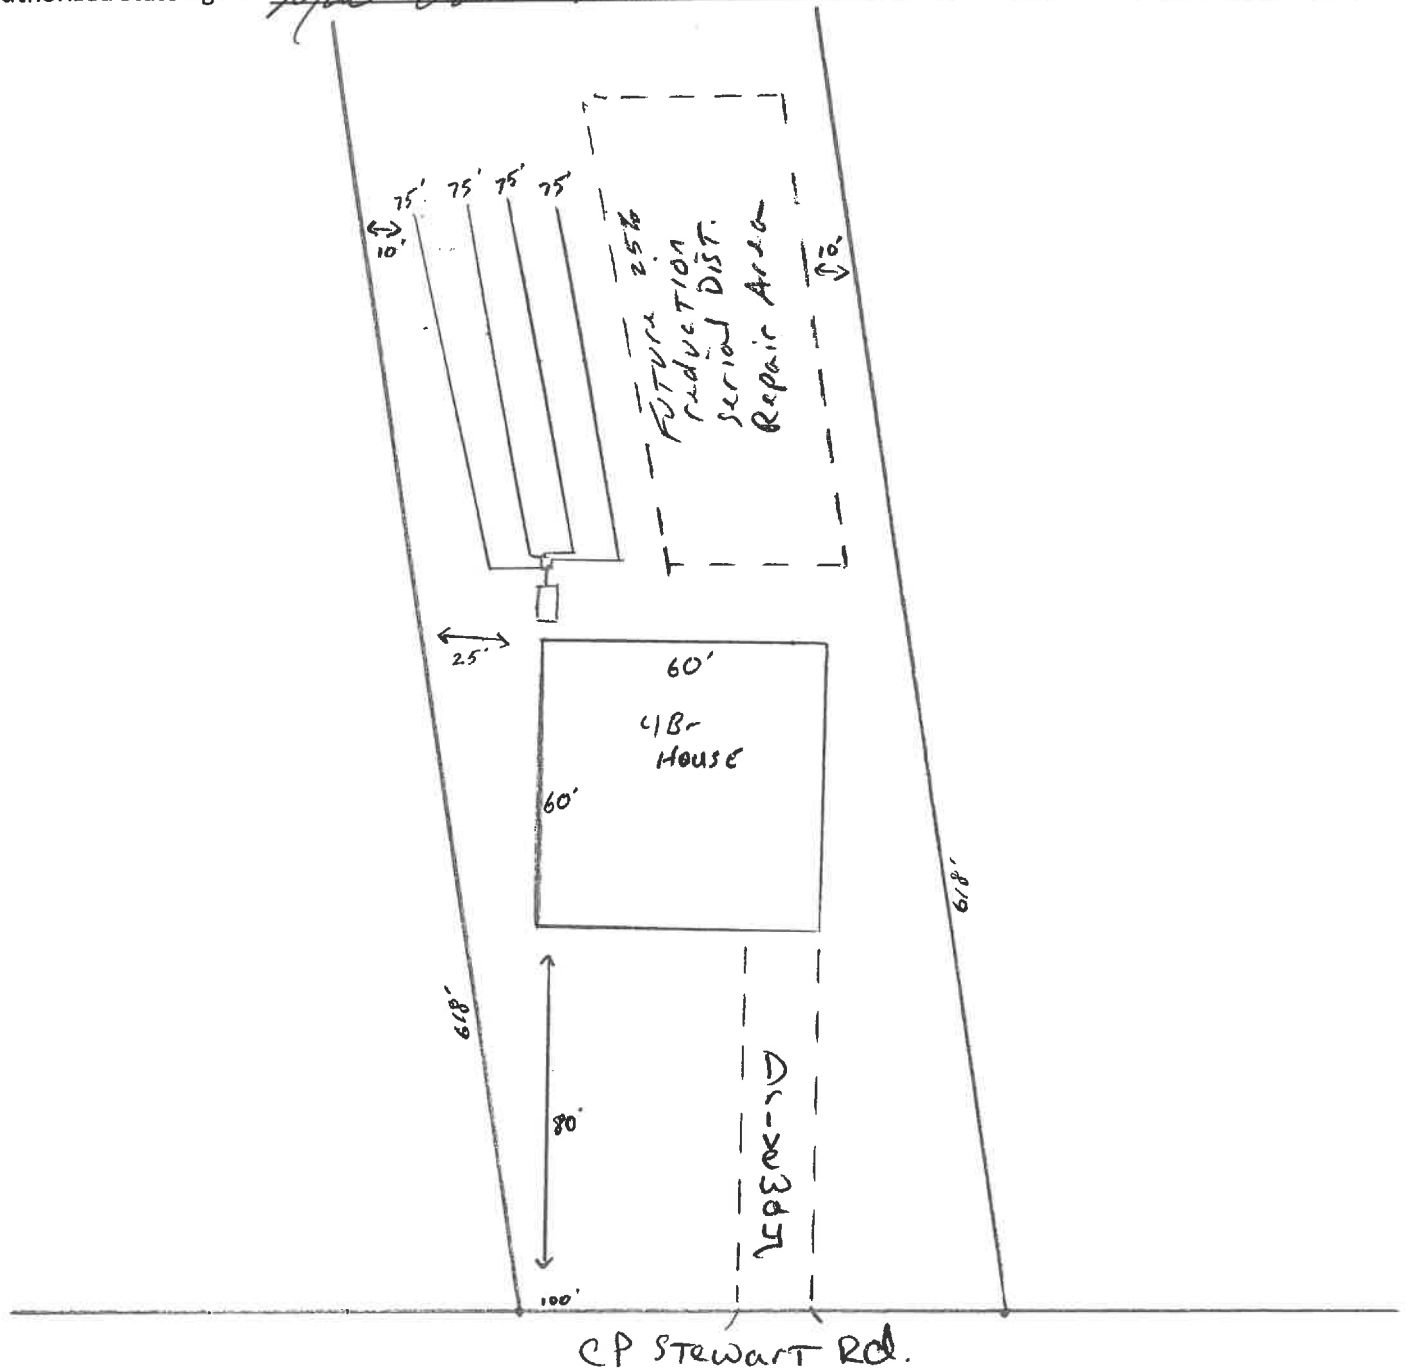 75' 75' 75' 75'
10'
10'
FUTURE 25%
reduction
serial DIST.
Repair Area
25'
60'
4Br
HOUSE
60'
618'
618'
80'
Driveway
100'
CP STewarT Rd.